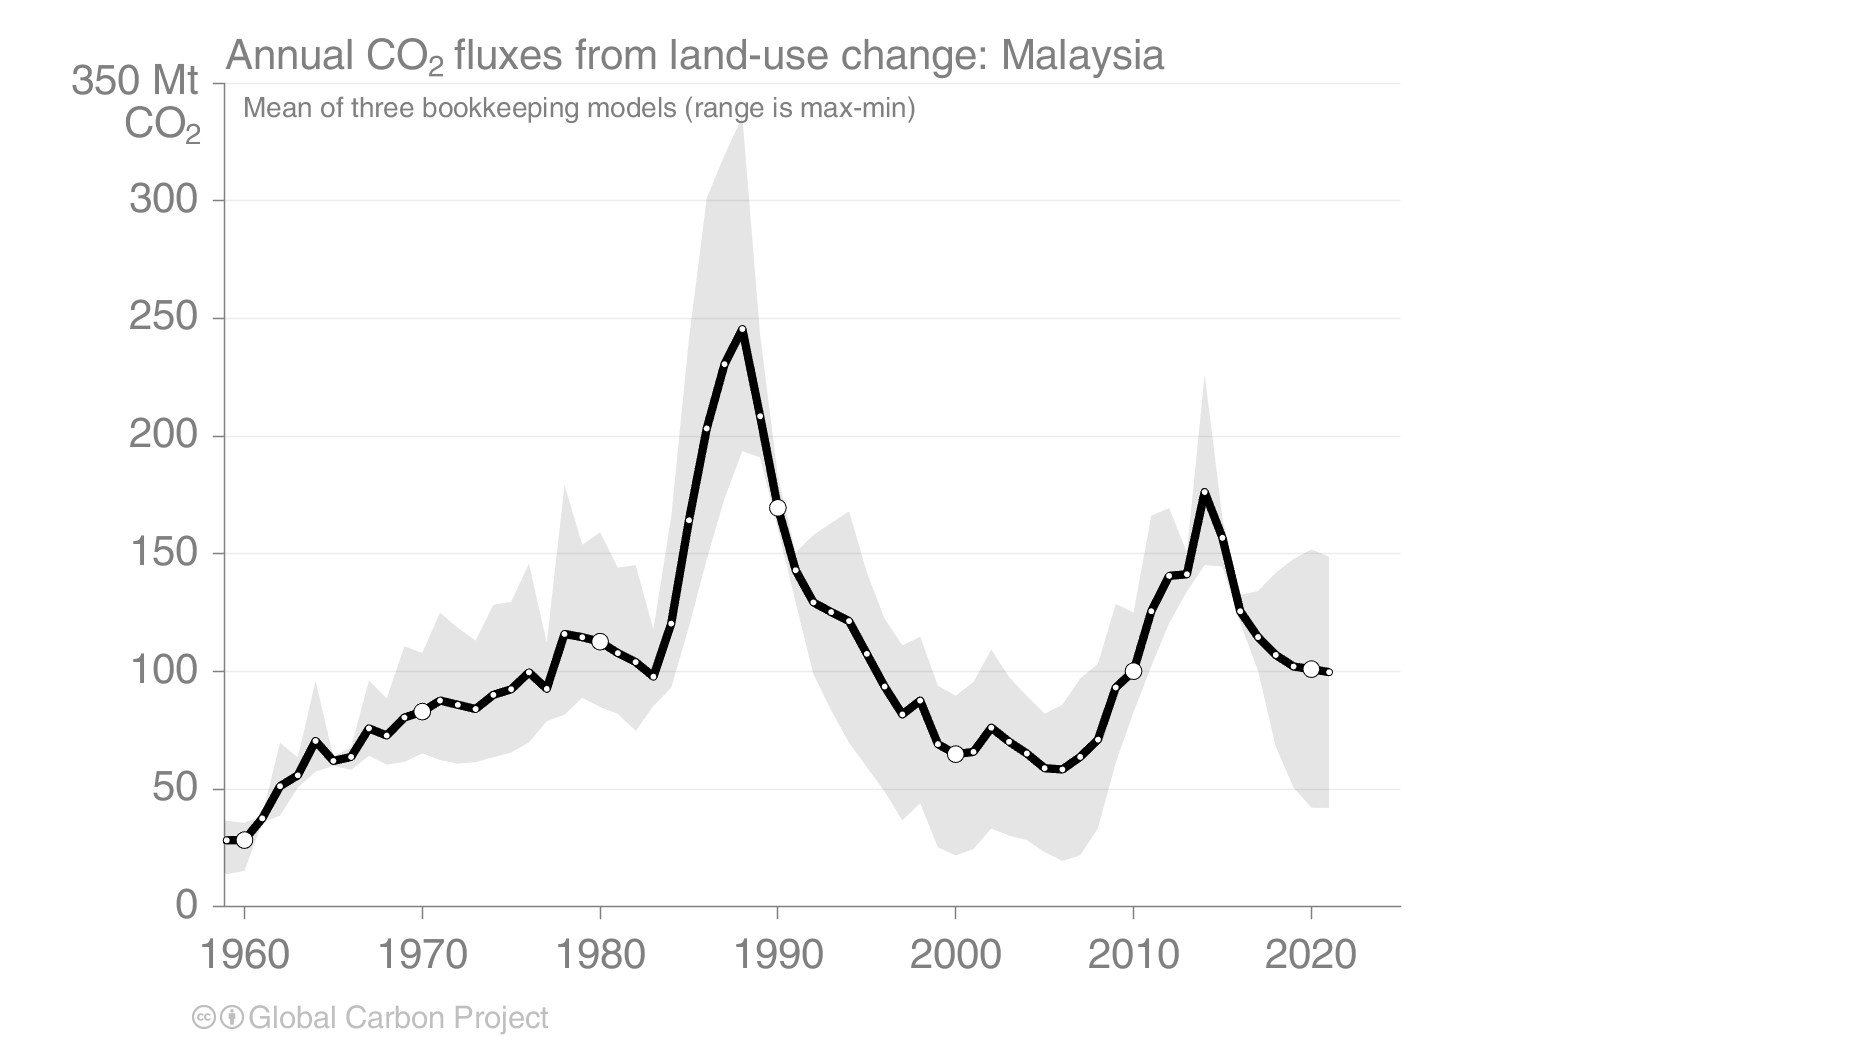 Annual CO₂ fluxes from land-use change: Malaysia
350 Mt
CO₂
Mean of three bookkeeping models (range is max-min)
300
250
200
150
100
50
0
1960 1970 1980 1990 2000 2010 2020
cc Global Carbon Project